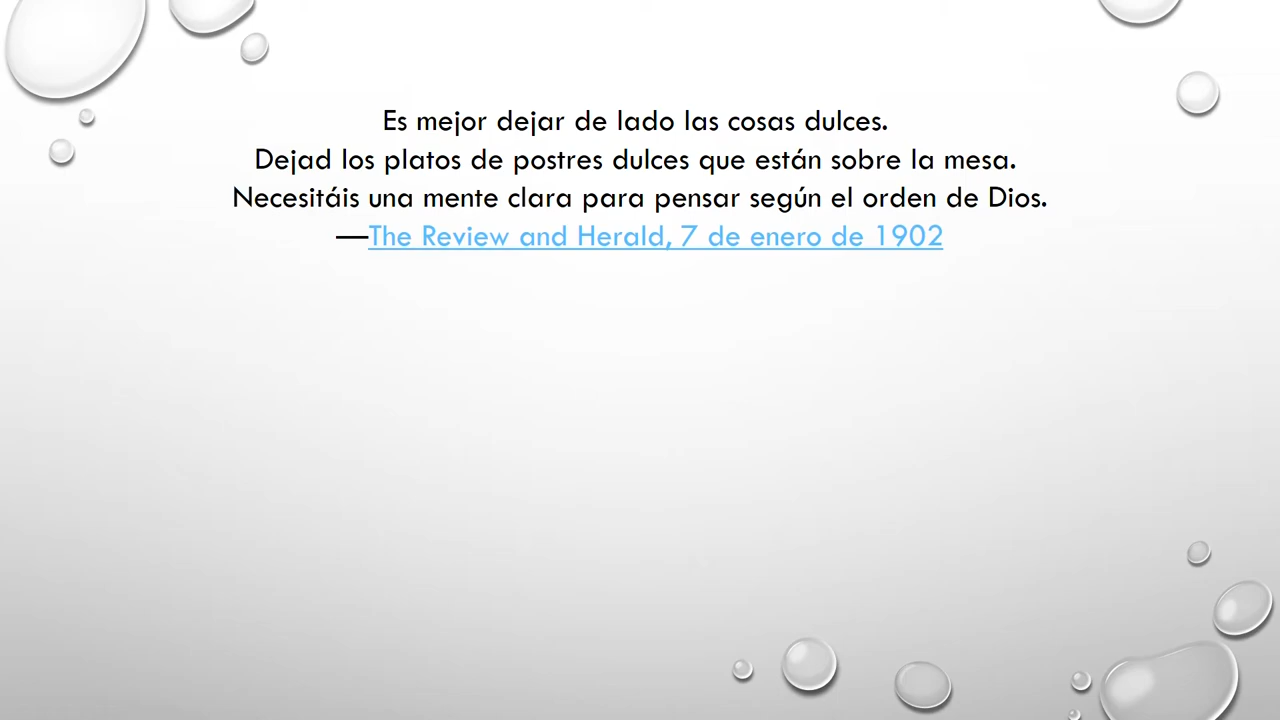 Es mejor dejar de lado las cosas dulces.
Dejad los platos de postres dulces que están sobre la mesa.
Necesitáis una mente clara para pensar según el orden de Dios.
—The Review and Herald, 7 de enero de 1902